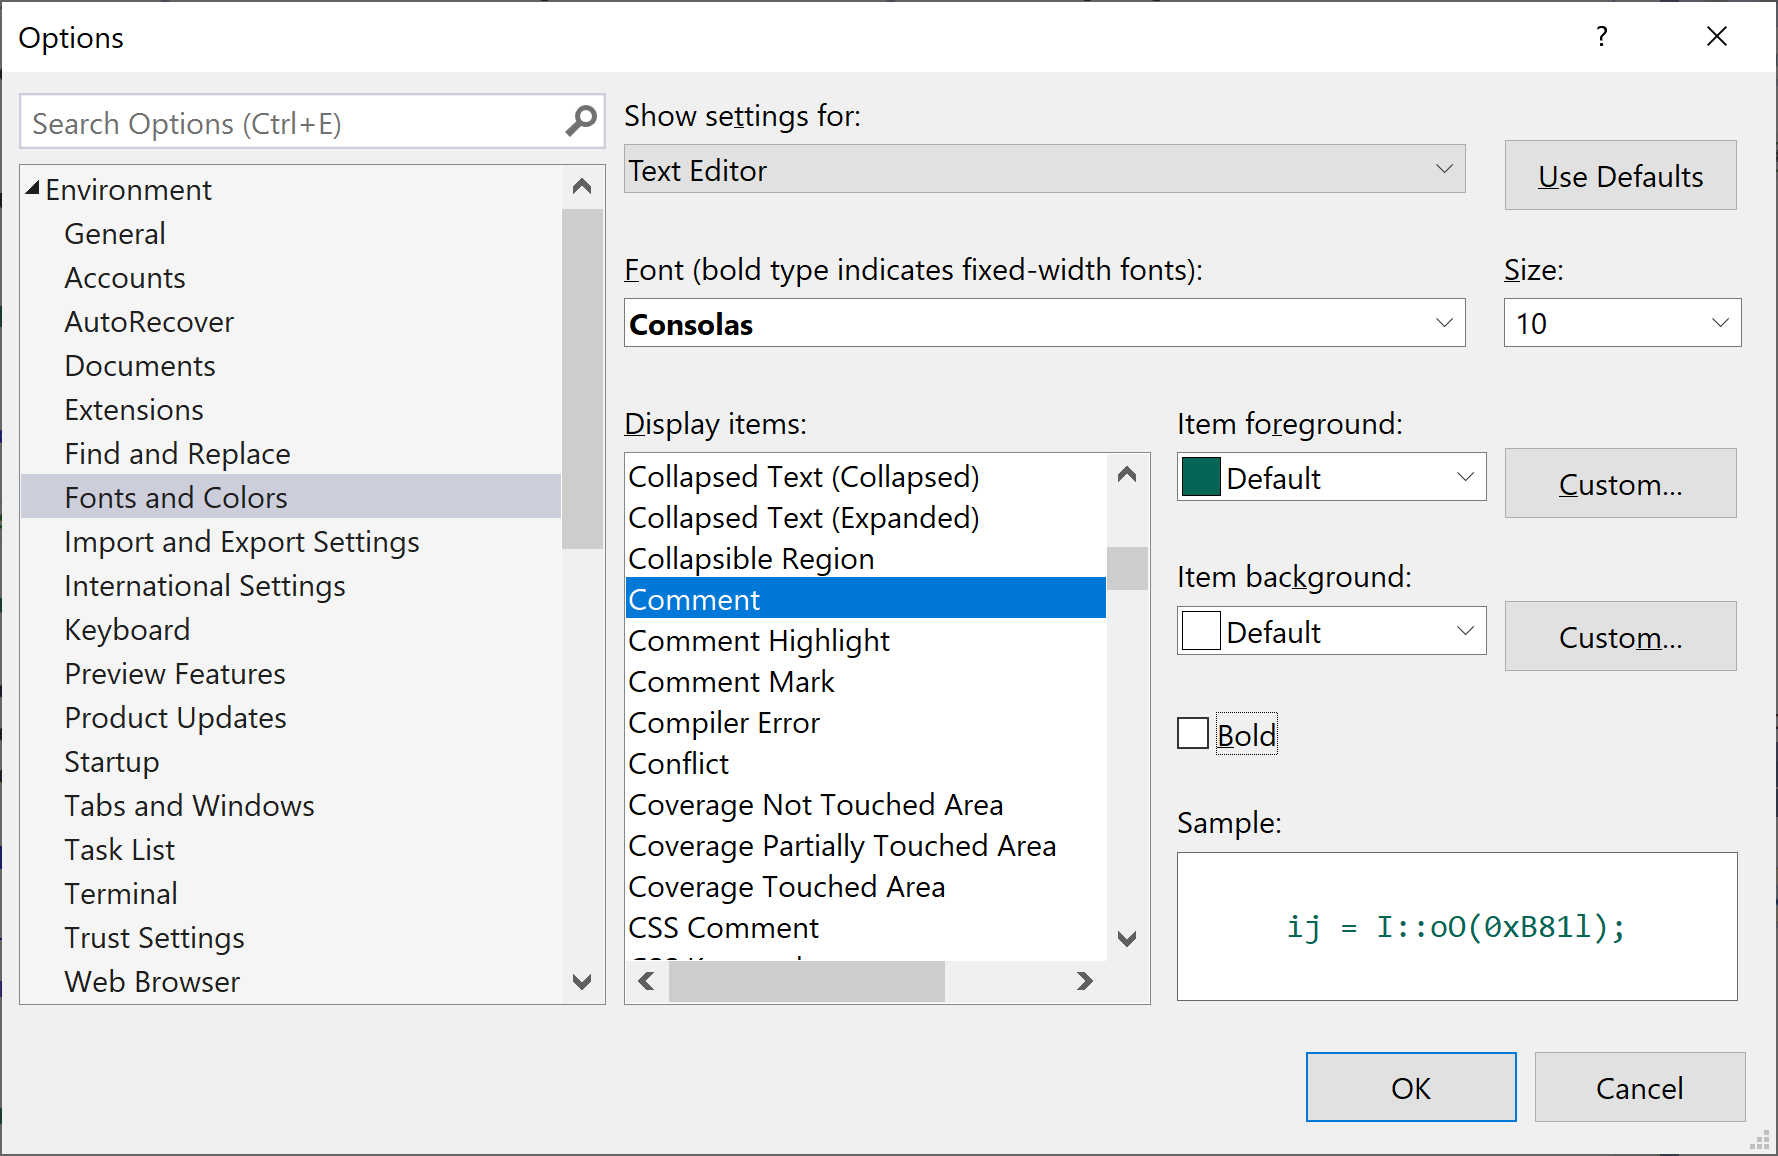 Options
?
Search Options (Ctrl+E)
Environment
General
Accounts
AutoRecover
Documents
Extensions
Find and Replace
Fonts and Colors
Import and Export Settings
International Settings
Keyboard
Preview Features
Product Updates
Startup
Tabs and Windows
Task List
Terminal
Trust Settings
Web Browser
Show settings for:
Text Editor
Use Defaults
Font (bold type indicates fixed-width fonts):
Size:
Consolas
10
Display items:
Collapsed Text (Collapsed)
Collapsed Text (Expanded)
Collapsible Region
Comment
Comment Highlight
Comment Mark
Compiler Error
Conflict
Coverage Not Touched Area
Coverage Partially Touched Area
Coverage Touched Area
CSS Comment
Item foreground:
Default
Custom...
Item background:
Default
Custom...
Bold
Sample:
ij = I::oO(0xB81l);
OK
Cancel